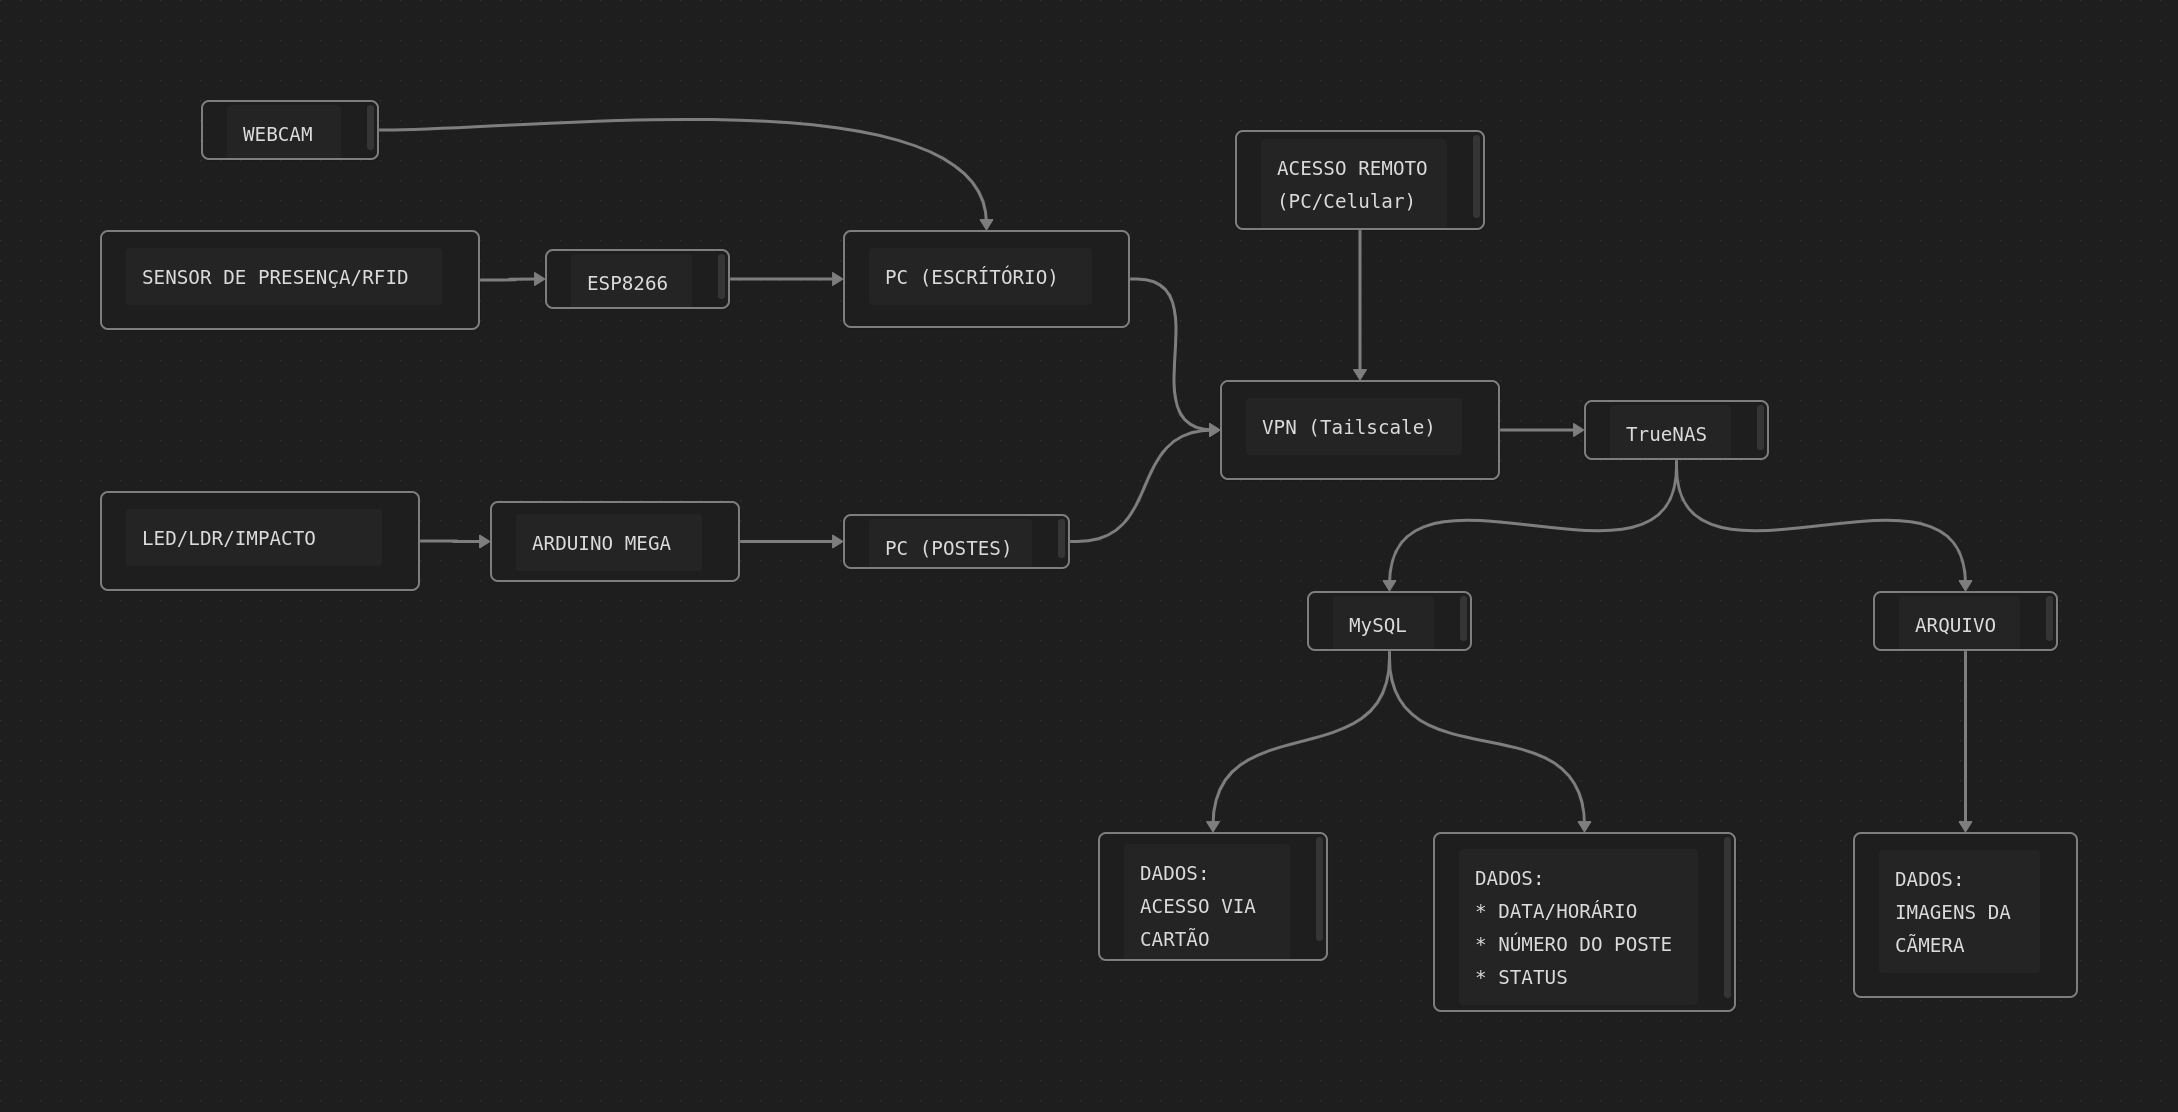 WEBCAM
ACESSO REMOTO
(PC/Celular)
SENSOR DE PRESENÇA/RFID
ESP8266
PC (ESCRÍTÓRIO)
VPN (Tailscale)
TrueNAS
LED/LDR/IMPACTO
ARDUINO MEGA
PC (POSTES)
MySQL
ARQUIVO
DADOS:
ACESSO VIA
CARTÃO
DADOS:
* DATA/HORÁRIO
* NÚMERO DO POSTE
* STATUS
DADOS:
IMAGENS DA
CÃMERA